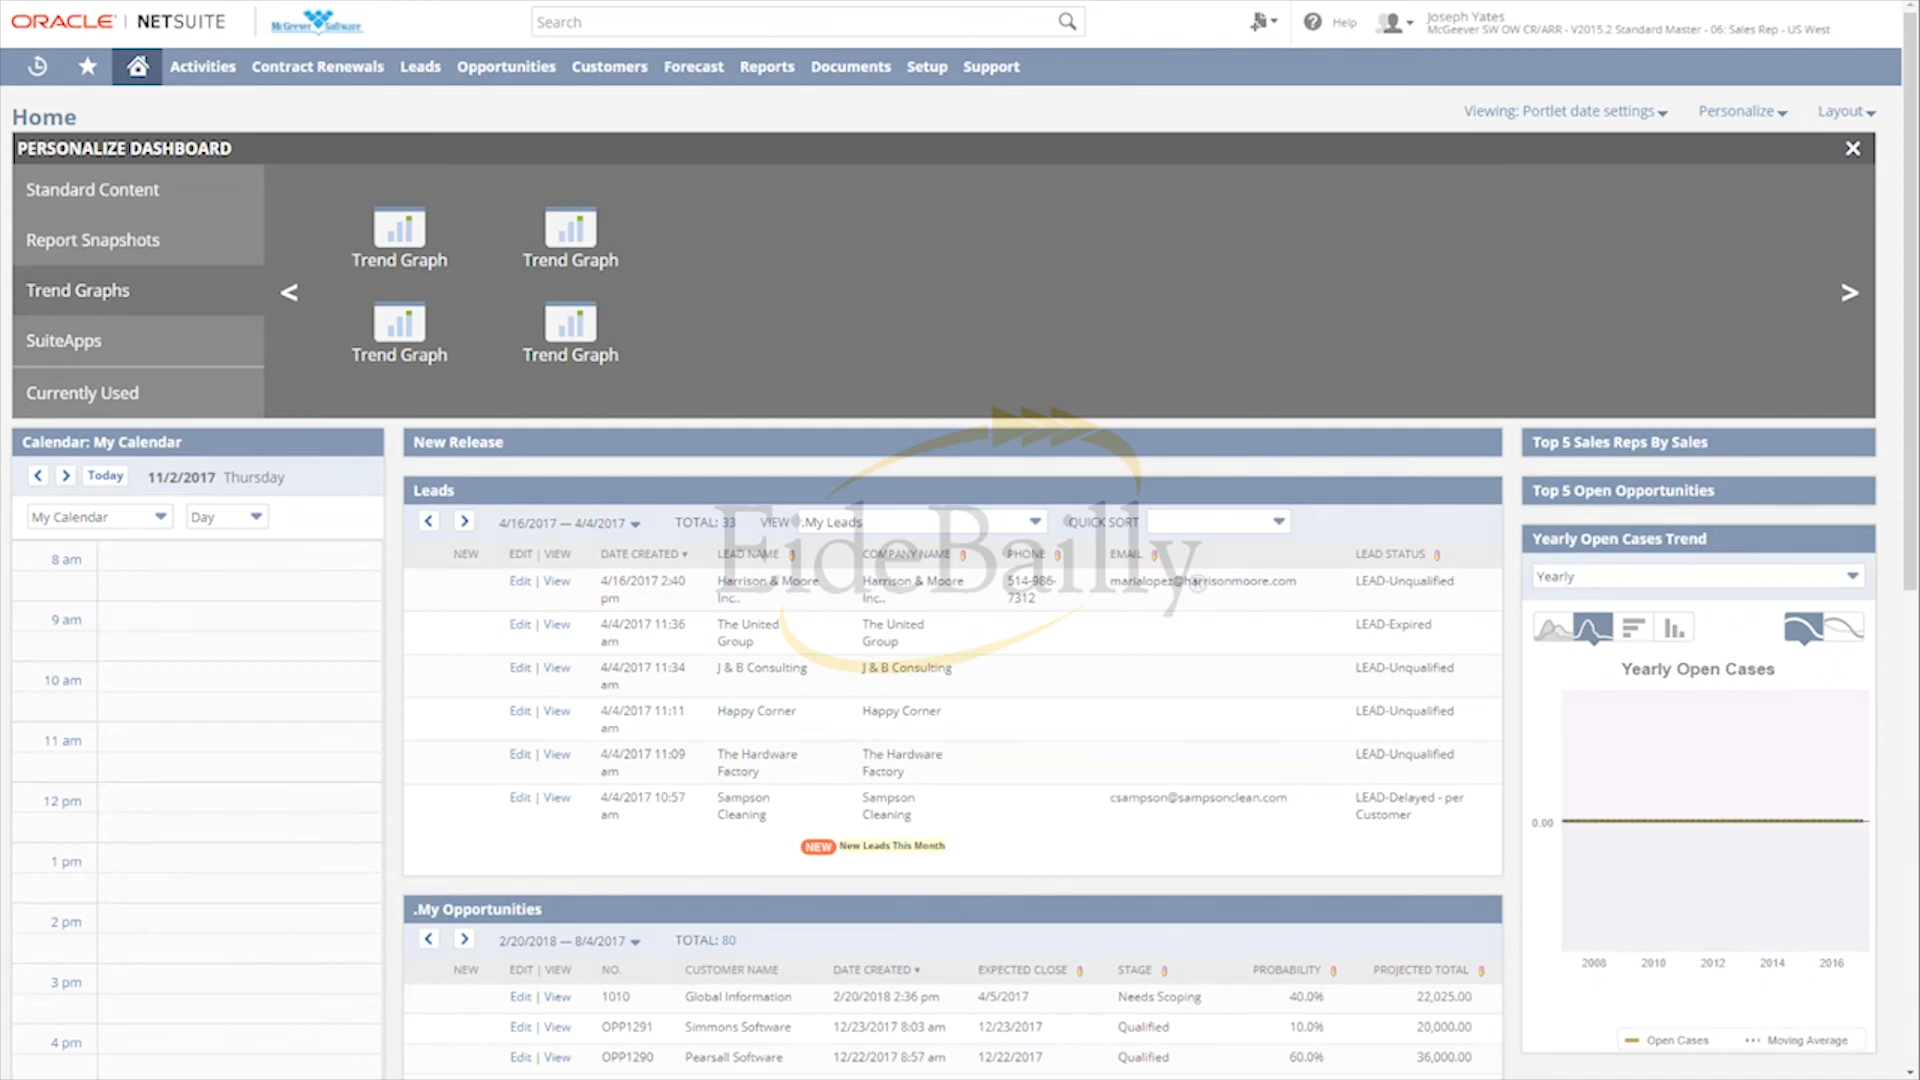 ORACLE | NETSUITE
McGeever Software
Search
Help
Joseph Yates
McGeever SW OW CR/ARR - V2015.2 Standard Master - 06: Sales Rep - US West
Activities Contract Renewals Leads Opportunities Customers Forecast Reports Documents Setup Support
Home
Viewing: Portlet date settings Personalize Layout
PERSONALIZE DASHBOARD
Standard Content
Report Snapshots
Trend Graphs
SuiteApps
Currently Used
Trend Graph Trend Graph
Trend Graph Trend Graph
Calendar: My Calendar
Today 11/2/2017 Thursday
My Calendar Day
8 am
9 am
10 am
11 am
12 pm
1 pm
2 pm
3 pm
4 pm
New Release
Leads
4/16/2017 — 4/4/2017 TOTAL: 33 VIEW .My Leads QUICK SORT
NEW EDIT | VIEW DATE CREATED LEAD NAME COMPANY NAME PHONE EMAIL LEAD STATUS
Edit | View 4/16/2017 2:40 Harrison & Moore Harrison & Moore 514-986- marialopez@harrisonmoore.com LEAD-Unqualified
pm Inc.. Inc.. 7312
Edit | View 4/4/2017 11:36 The United The United LEAD-Expired
am Group Group
Edit | View 4/4/2017 11:34 J & B Consulting J & B Consulting LEAD-Unqualified
am
Edit | View 4/4/2017 11:11 Happy Corner Happy Corner LEAD-Unqualified
am
Edit | View 4/4/2017 11:09 The Hardware The Hardware LEAD-Unqualified
am Factory Factory
Edit | View 4/4/2017 10:57 Sampson Sampson csampson@sampsonclean.com LEAD-Delayed - per
am Cleaning Cleaning Customer
NEW New Leads This Month
EideBailly®
.My Opportunities
2/20/2018 — 8/4/2017 TOTAL: 80
NEW EDIT | VIEW NO. CUSTOMER NAME DATE CREATED EXPECTED CLOSE STAGE PROBABILITY PROJECTED TOTAL
Edit | View 1010 Global Information 2/20/2018 2:36 pm 4/5/2017 Needs Scoping 40.0% 22,025.00
Edit | View OPP1291 Simmons Software 12/23/2017 8:03 am 12/23/2017 Qualified 10.0% 20,000.00
Edit | View OPP1290 Pearsall Software 12/22/2017 8:57 am 12/22/2017 Qualified 60.0% 36,000.00
Top 5 Sales Reps By Sales
Top 5 Open Opportunities
Yearly Open Cases Trend
Yearly
Yearly Open Cases
0.00
2008 2010 2012 2014 2016
Open Cases Moving Average